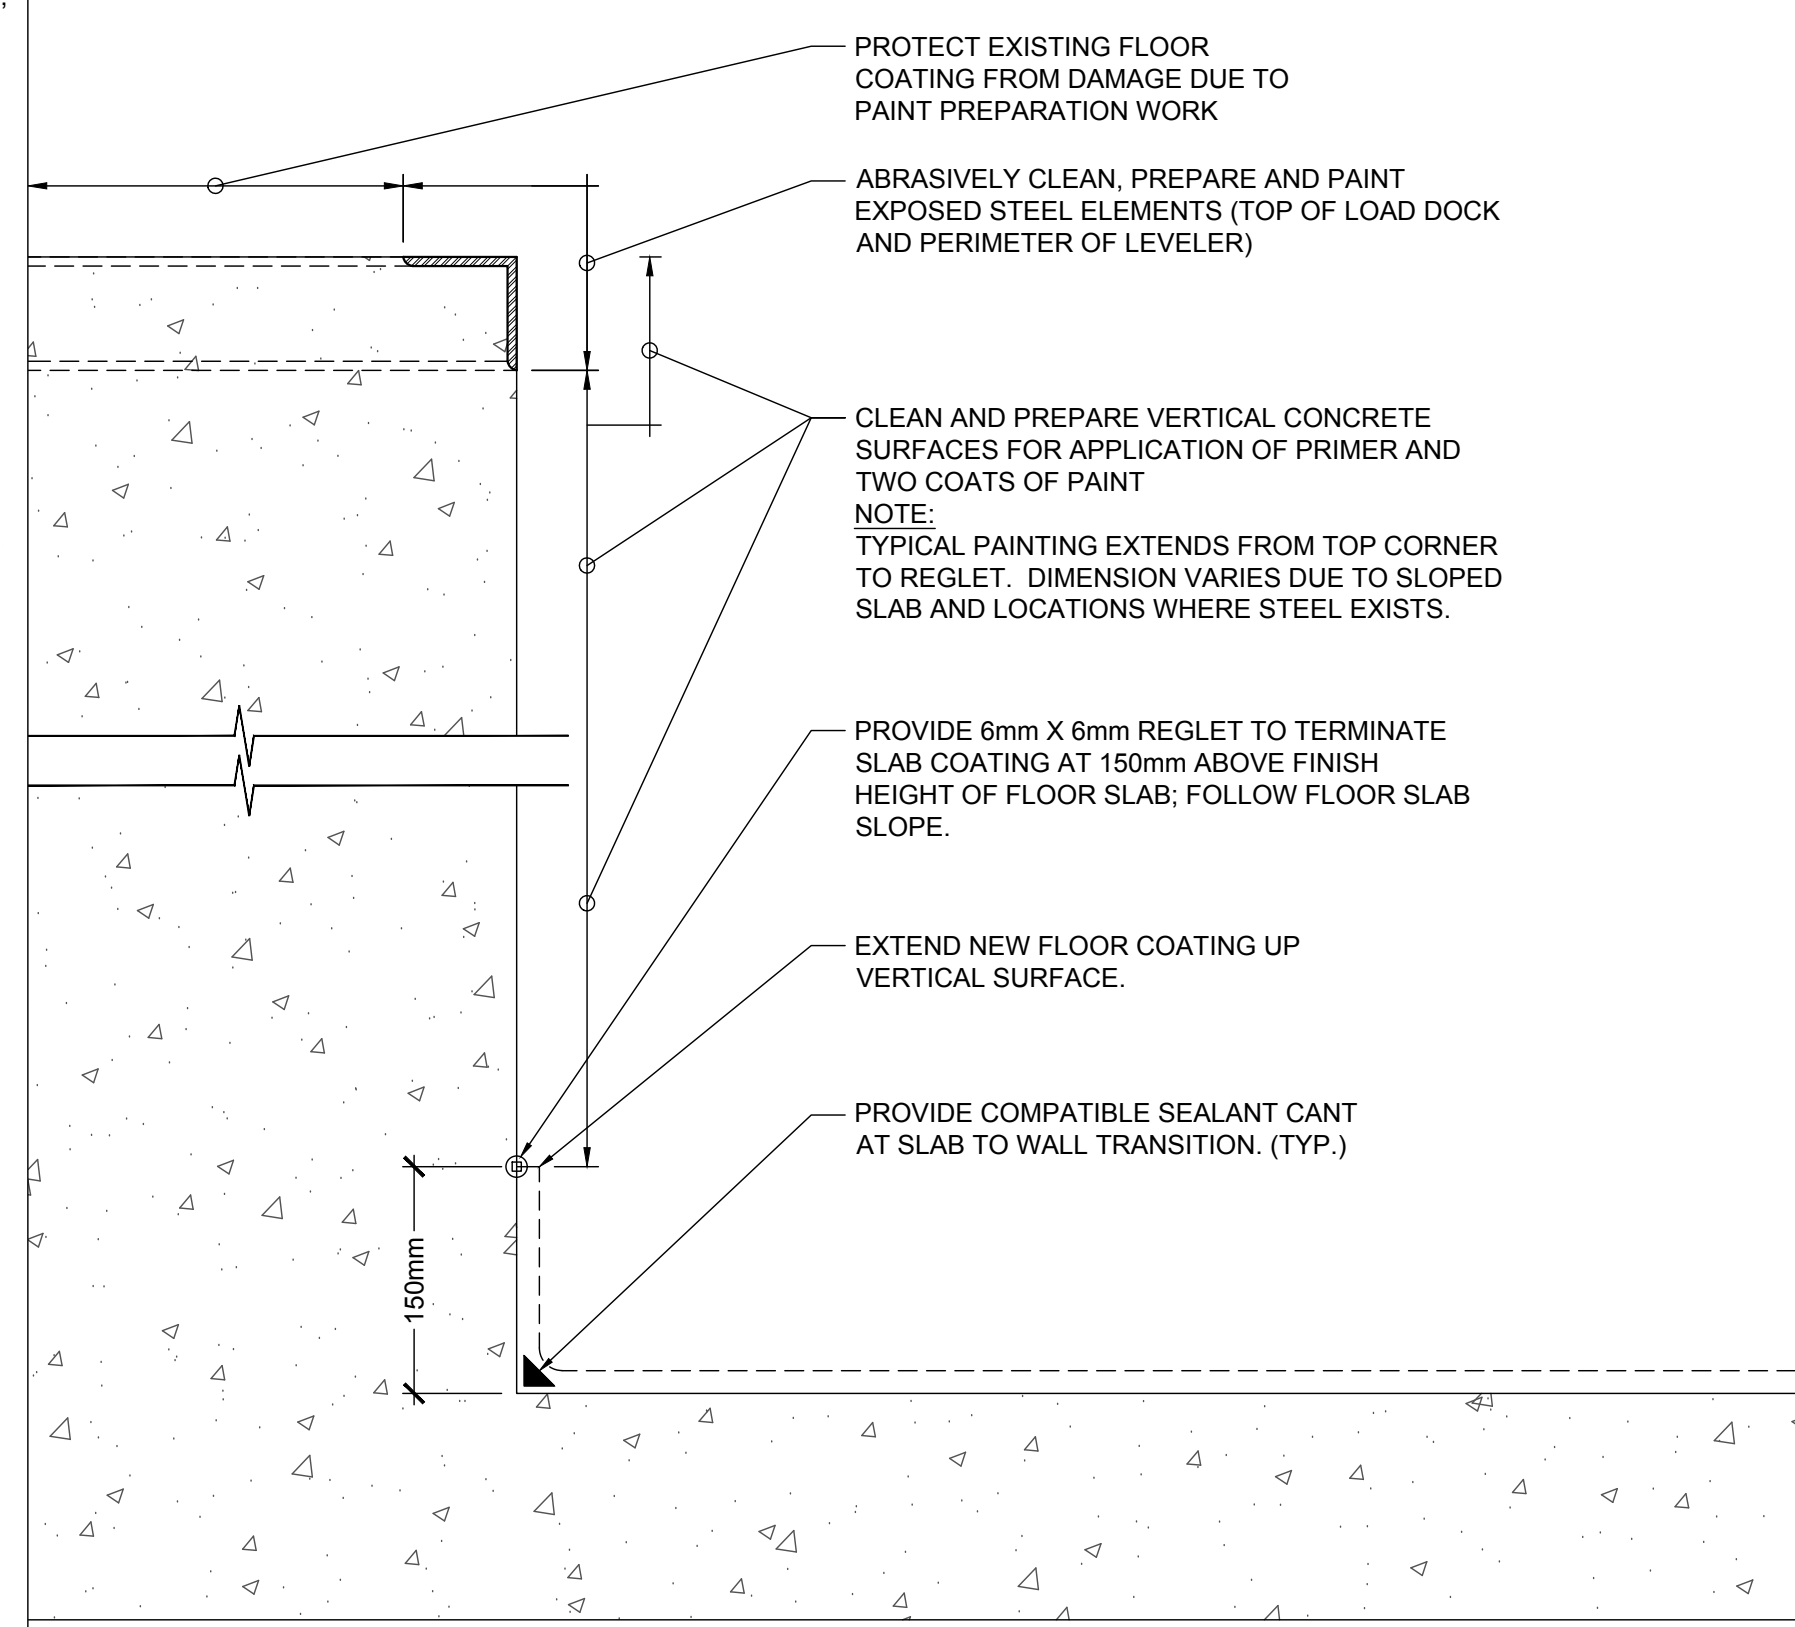 PROTECT EXISTING FLOOR
COATING FROM DAMAGE DUE TO
PAINT PREPARATION WORK
ABRASIVELY CLEAN, PREPARE AND PAINT
EXPOSED STEEL ELEMENTS (TOP OF LOAD DOCK
AND PERIMETER OF LEVELER)
CLEAN AND PREPARE VERTICAL CONCRETE
SURFACES FOR APPLICATION OF PRIMER AND
TWO COATS OF PAINT
NOTE:
TYPICAL PAINTING EXTENDS FROM TOP CORNER
TO REGLET. DIMENSION VARIES DUE TO SLOPED
SLAB AND LOCATIONS WHERE STEEL EXISTS.
PROVIDE 6mm X 6mm REGLET TO TERMINATE
SLAB COATING AT 150mm ABOVE FINISH
HEIGHT OF FLOOR SLAB; FOLLOW FLOOR SLAB
SLOPE.
EXTEND NEW FLOOR COATING UP
VERTICAL SURFACE.
PROVIDE COMPATIBLE SEALANT CANT
AT SLAB TO WALL TRANSITION. (TYP.)
150mm